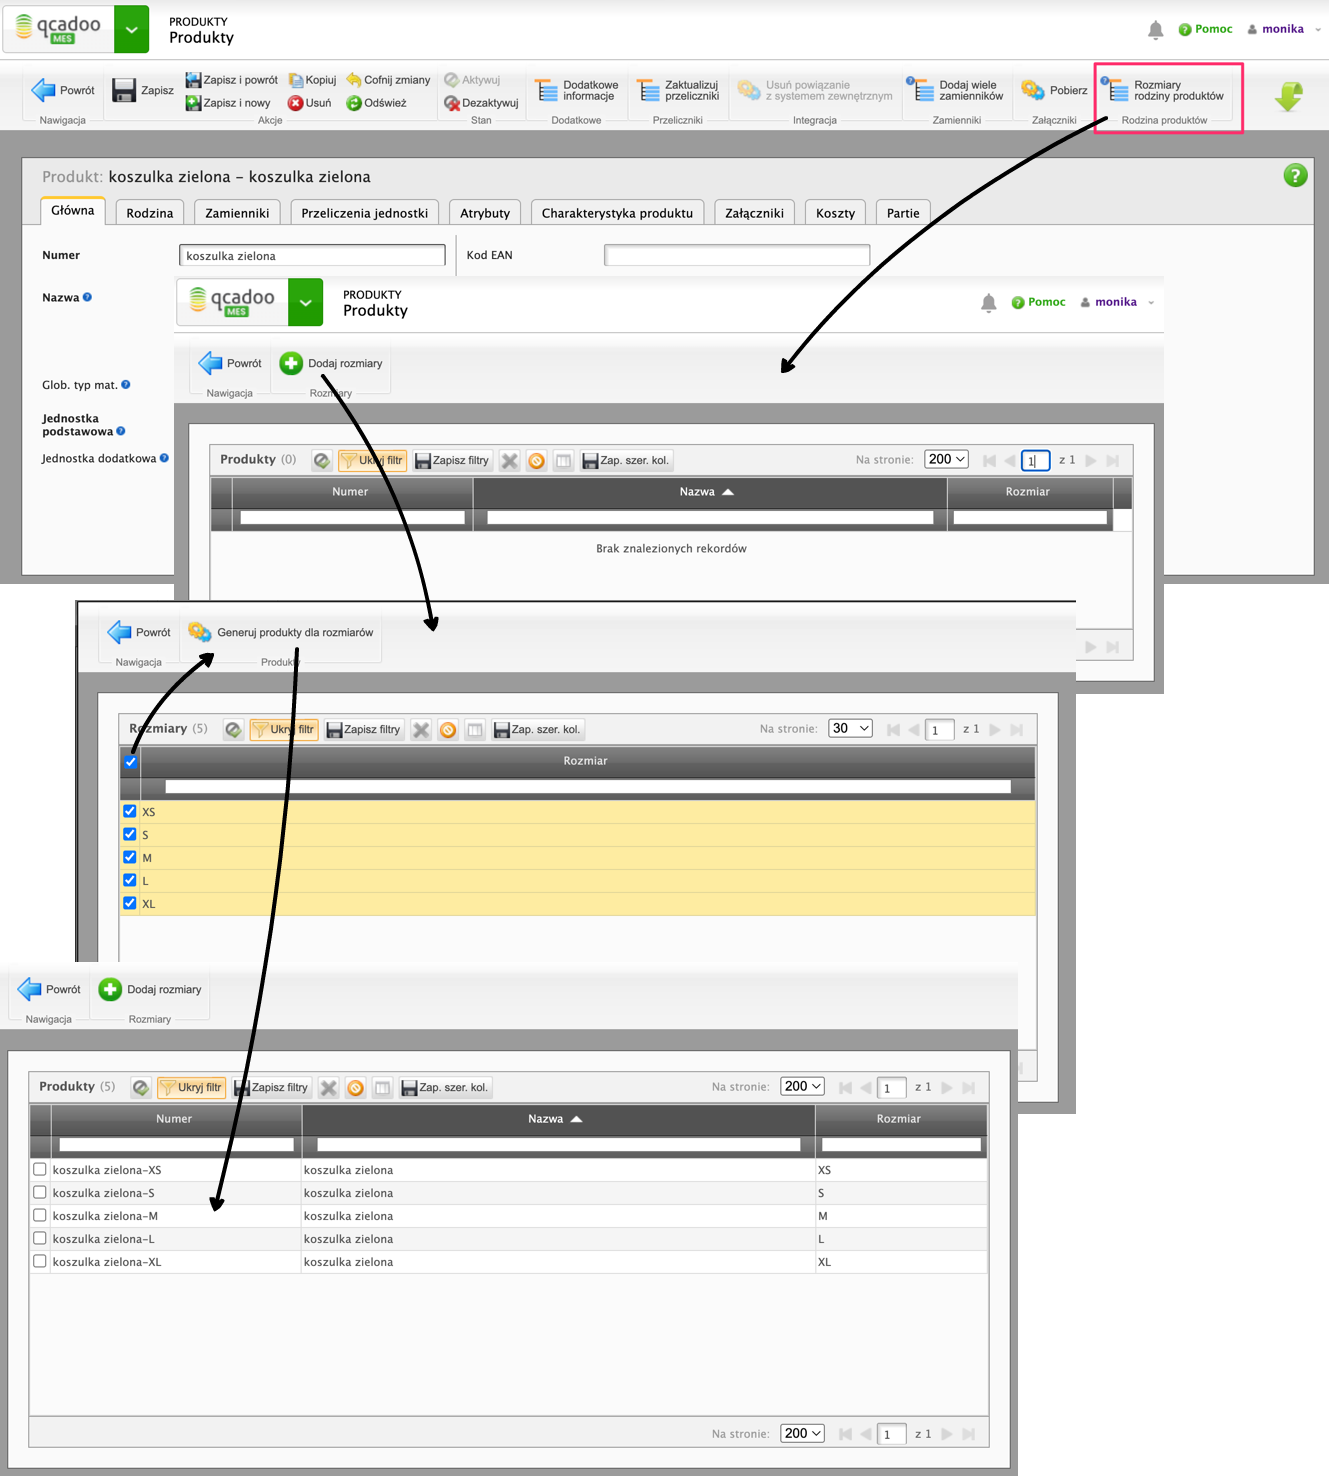 qcadoo MES
PRODUKTY
Produkty
Pomoc monika
Powrót Zapisz Zapisz i powrót Kopiuj Cofnij zmiany Aktywuj Dodatkowe informacje Zaktualizuj przeliczniki Usuń powiązanie z systemem zewnętrznym Dodaj wiele zamienników Pobierz Rozmiary rodziny produktów
Zapisz i nowy Usuń Odśwież Dezaktywuj
Nawigacja Akcje Stan Dodatkowe Przeliczniki Integracja Zamienniki Załączniki Rodzina produktów
Produkt: koszulka zielona - koszulka zielona
Główna Rodzina Zamienniki Przeliczenia jednostki Atrybuty Charakterystyka produktu Załączniki Koszty Partie
Numer koszulka zielona Kod EAN
Nazwa
Glob. typ mat.
Jednostka podstawowa
Jednostka dodatkowa
qcadoo MES
PRODUKTY
Produkty
Pomoc monika
Powrót Dodaj rozmiary
Nawigacja Rozmiary
Produkty (0) Ukryj filtr Zapisz filtry Zap. szer. kol. Na stronie: 200 1 z 1
Numer Nazwa Rozmiar
Brak znalezionych rekordów
Powrót Generuj produkty dla rozmiarów
Nawigacja Produkty
Rozmiary (5) Ukryj filtr Zapisz filtry Zap. szer. kol. Na stronie: 30 1 z 1
Rozmiar
XS
S
M
L
XL
Powrót Dodaj rozmiary
Nawigacja Rozmiary
Produkty (5) Ukryj filtr Zapisz filtry Zap. szer. kol. Na stronie: 200 1 z 1
Numer Nazwa Rozmiar
koszulka zielona-XS koszulka zielona XS
koszulka zielona-S koszulka zielona S
koszulka zielona-M koszulka zielona M
koszulka zielona-L koszulka zielona L
koszulka zielona-XL koszulka zielona XL
Na stronie: 200 1 z 1